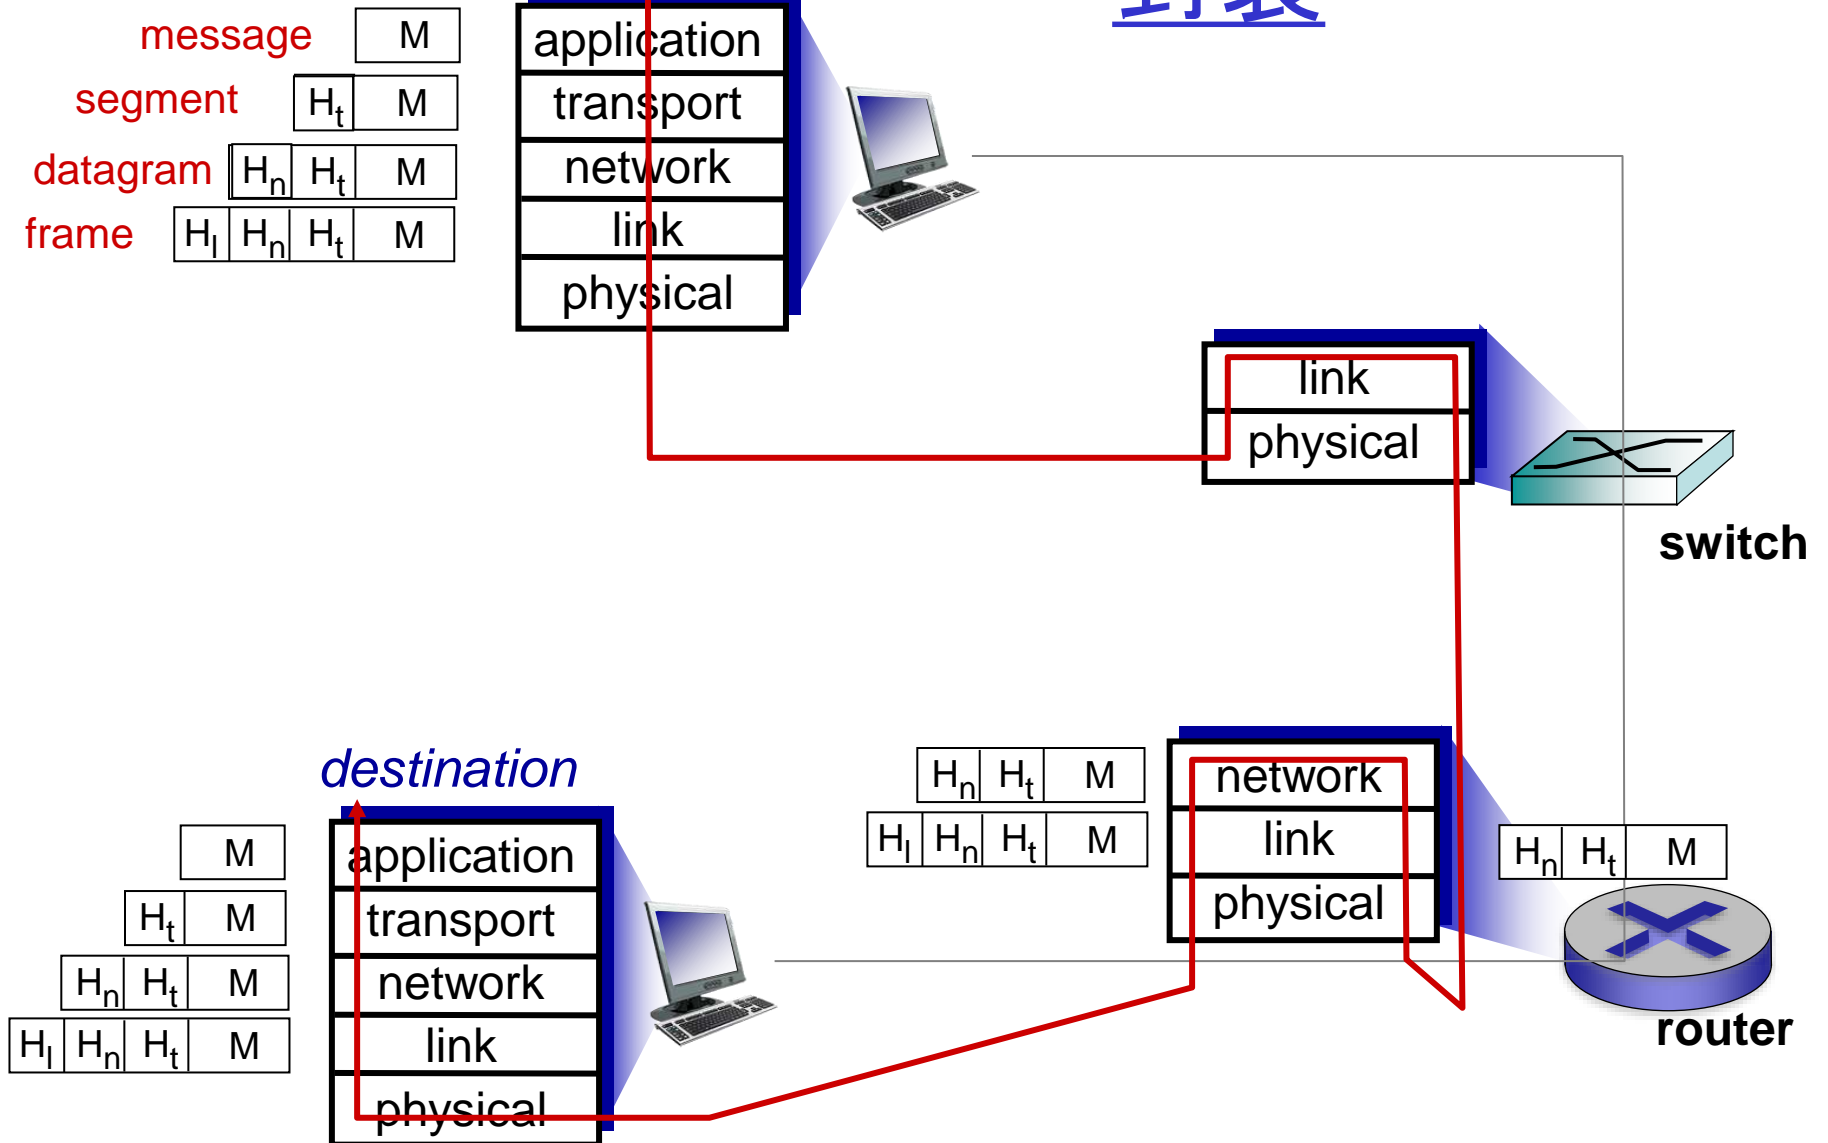 封装
message M
segment Ht M
datagram Hn Ht M
frame Hl Hn Ht M
application
transport
network
link
physical
link
physical
switch
destination
M
Ht M
Hn Ht M
Hl Hn Ht M
application
transport
network
link
physical
Hn Ht M
Hl Hn Ht M
network
link
physical
Hn Ht M
router